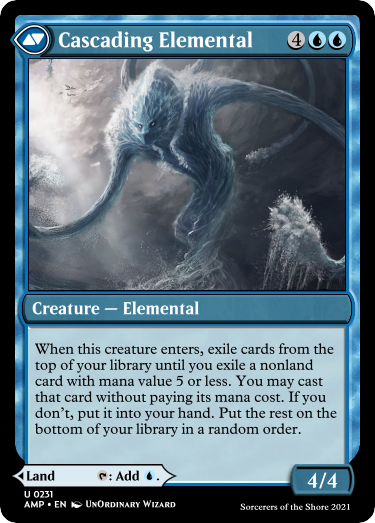 Cascading Elemental 4
Creature — Elemental
When this creature enters, exile cards from the
top of your library until you exile a nonland
card with mana value 5 or less. You may cast
that card without paying its mana cost. If you
don't, put it into your hand. Put the rest on the
bottom of your library in a random order.
Land : Add .
4/4
U 0231
AMP • EN UnOrdinary Wizard
Sorcerers of the Shore 2021